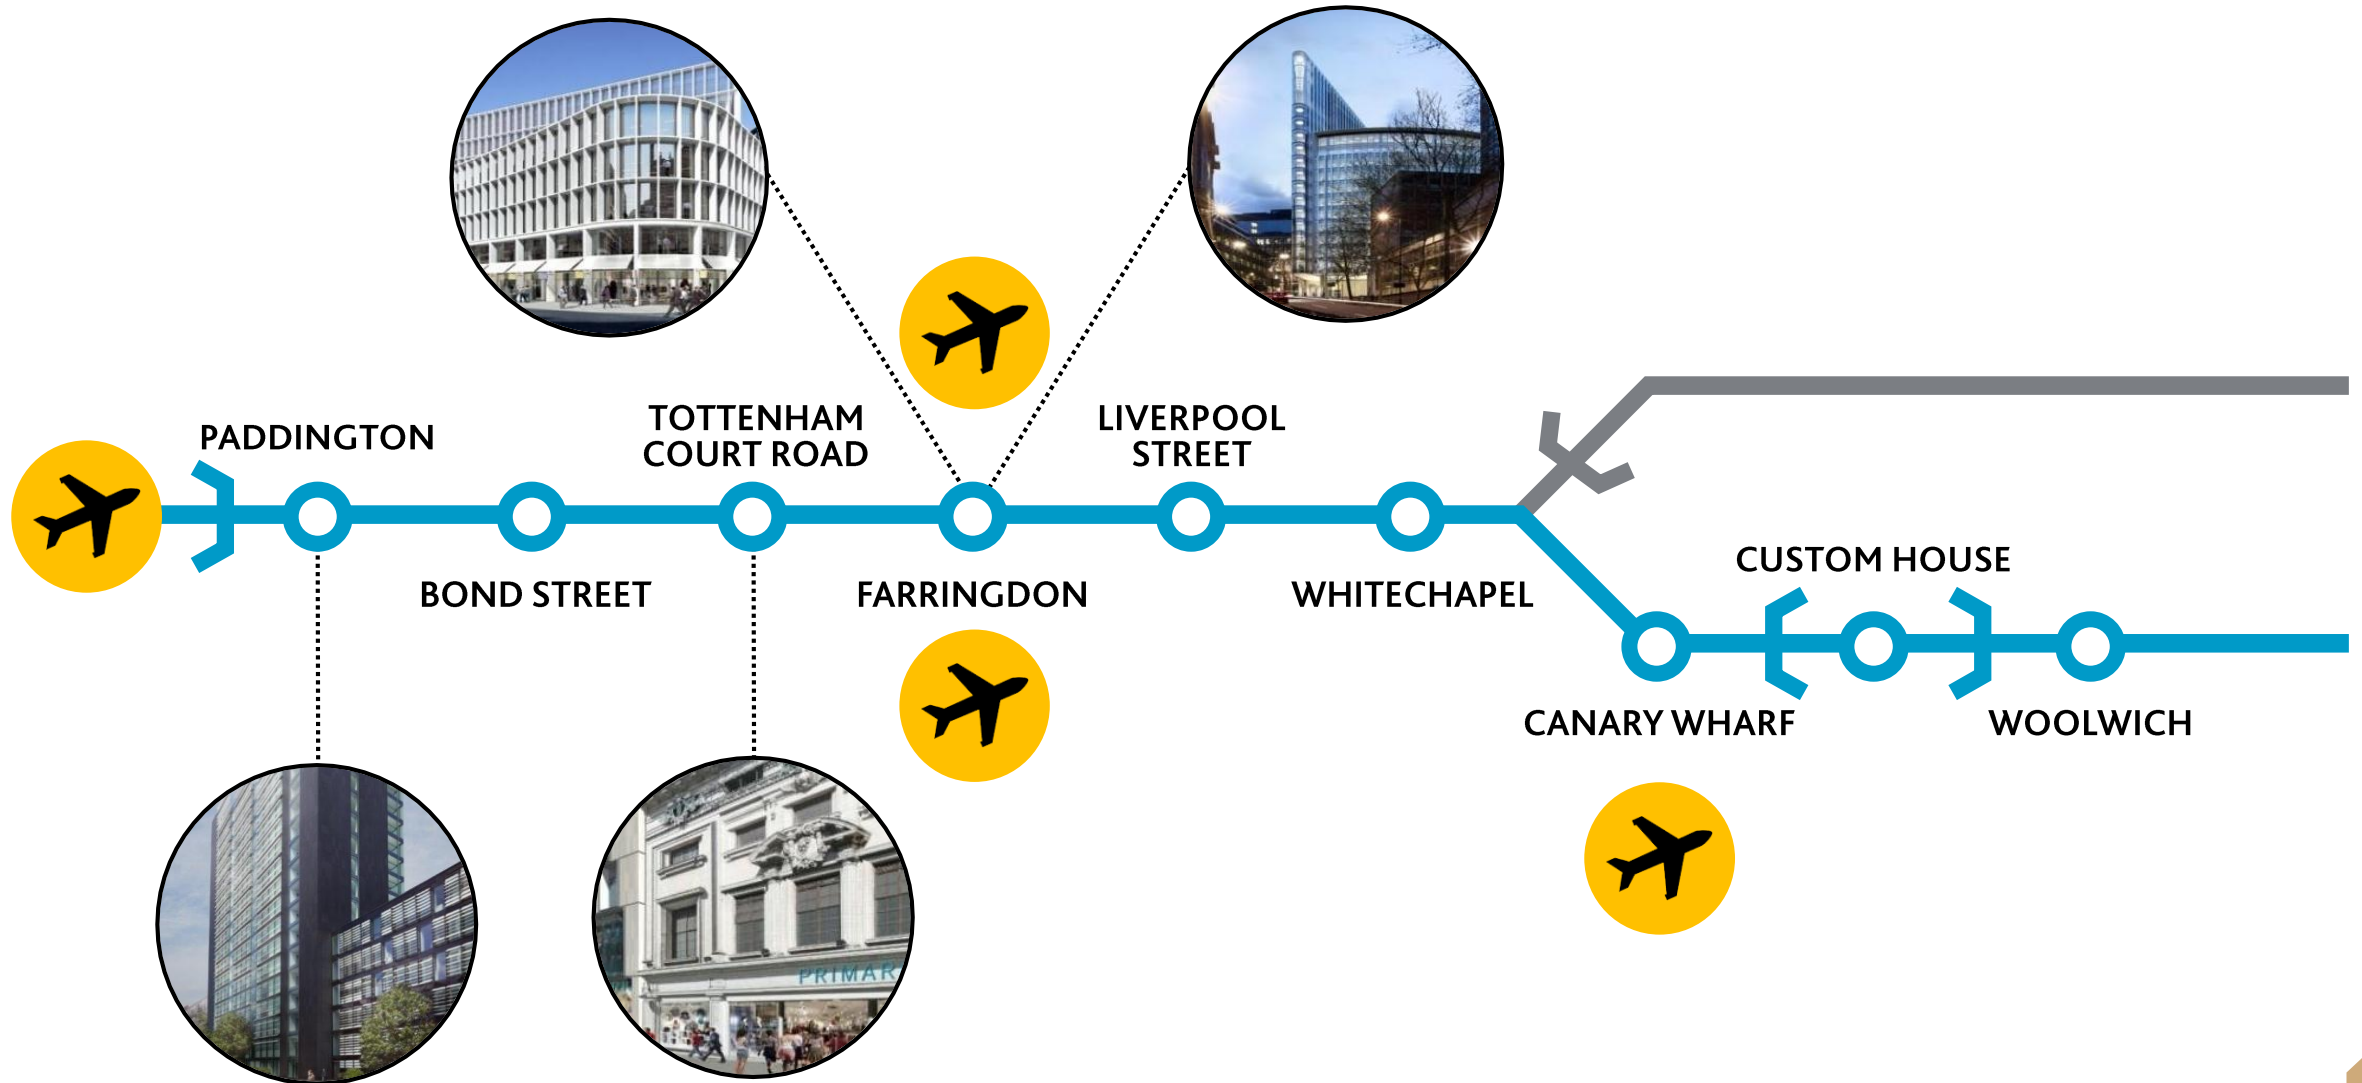 PADDINGTON
TOTTENHAM
COURT ROAD
LIVERPOOL
STREET
BOND STREET
FARRINGDON
WHITECHAPEL
CUSTOM HOUSE
CANARY WHARF
WOOLWICH
PRIMAR